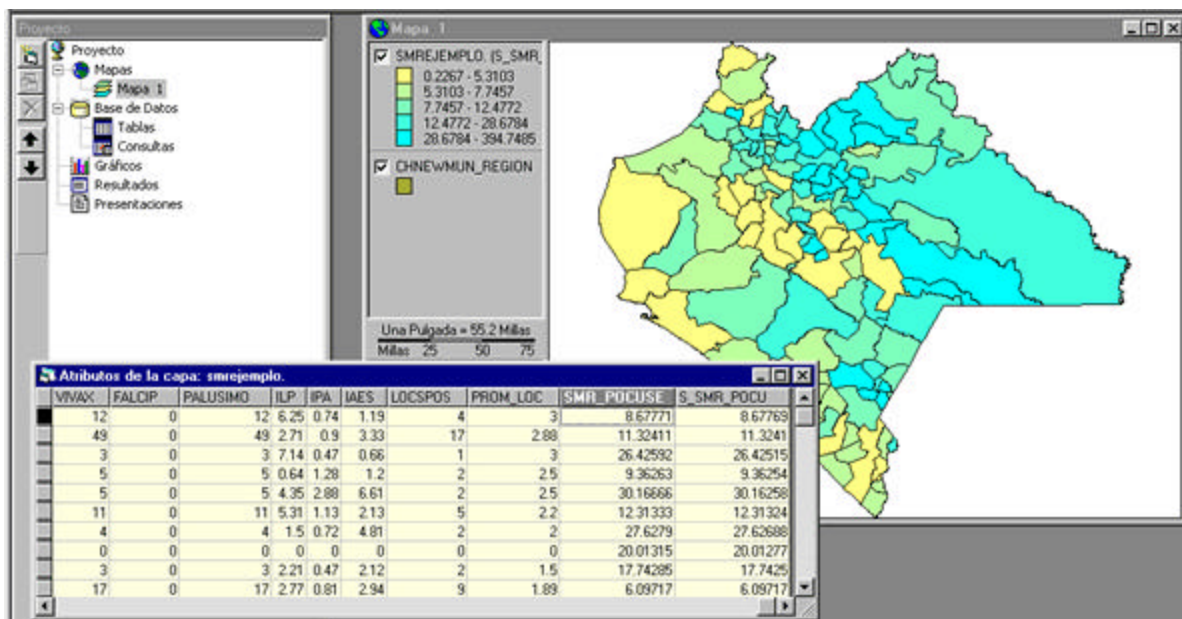 Proyecto
Proyecto
Mapas
Mapa 1
Base de Datos
Tablas
Consultas
Gráficos
Resultados
Presentaciones
Mapa 1
SMREJEMPLO. (S_SMR_
0.2267 - 5.3103
5.3103 - 7.7457
7.7457 - 12.4772
12.4772 - 28.6784
28.6784 - 394.7485
CHNEWMUN_REGION
Una Pulgada = 55.2 Millas
Millas 25 50 75
Atributos de la capa: smrejemplo.
VIVAX FALCIP PALUSIMO ILP IPA IAES LOCSPOS PROM_LOC SMR_POCUSE S_SMR_POCU
12 0 12 6.25 0.74 1.19 4 3 8.67771 8.67769
49 0 49 2.71 0.9 3.33 17 2.88 11.32411 11.3241
3 0 3 7.14 0.47 0.66 1 3 26.42592 26.42515
5 0 5 0.64 1.28 1.2 2 2.5 9.36263 9.36254
5 0 5 4.35 2.88 6.61 2 2.5 30.16666 30.16258
11 0 11 5.31 1.13 2.13 5 2.2 12.31333 12.31324
4 0 4 1.5 0.72 4.81 2 2 27.6279 27.62688
0 0 0 0 0 0 0 0 20.01315 20.01277
3 0 3 2.21 0.47 2.12 2 1.5 17.74285 17.7425
17 0 17 2.77 0.81 2.94 9 1.89 6.09717 6.09717